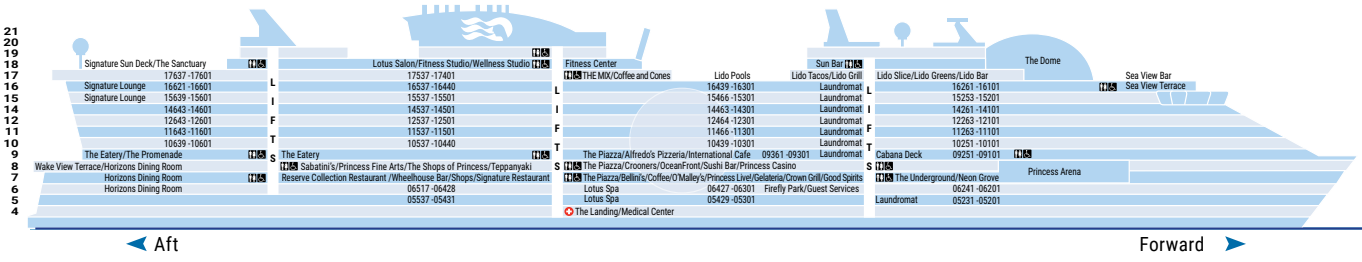 21
20
19
18 Signature Sun Deck/The Sanctuary Lotus Salon/Fitness Studio/Wellness Studio Fitness Center Sun Bar The Dome
17 17637 -17601 17537 -17401 THE MIX/Coffee and Cones Lido Pools Lido Tacos/Lido Grill Lido Slice/Lido Greens/Lido Bar Sea View Bar
16 Signature Lounge 16621 -16601 16537 -16440 16439 -16301 Laundromat 16261 -16101 Sea View Terrace
15 Signature Lounge 15639 -15601 15537 -15501 15466 -15301 Laundromat 15253 -15201
14 14643 -14601 14537 -14501 14463 -14301 Laundromat 14261 -14101
12 12643 -12601 12537 -12501 12464 -12301 Laundromat 12263 -12101
11 11643 -11601 11537 -11501 11466 -11301 Laundromat 11263 -11101
10 10639 -10601 10537 -10440 10439 -10301 Laundromat 10251 -10101
9 The Eatery/The Promenade The Eatery The Piazza/Alfredo's Pizzeria/International Cafe 09361 -09301 Laundromat Cabana Deck 09251 -09101
8 Wake View Terrace/Horizons Dining Room Sabatini's/Princess Fine Arts/The Shops of Princess/Teppanyaki The Piazza/Crooners/OceanFront/Sushi Bar/Princess Casino Princess Arena
7 Horizons Dining Room Reserve Collection Restaurant /Wheelhouse Bar/Shops/Signature Restaurant The Piazza/Bellini's/Coffee/O'Malley's/Princess Live!/Gelateria/Crown Grill/Good Spirits The Underground/Neon Grove
6 Horizons Dining Room 06517 -06428 Lotus Spa 06427 -06301 Firefly Park/Guest Services 06241 -06201
5 05537 -05431 Lotus Spa 05429 -05301 Laundromat 05231 -05201
4 The Landing/Medical Center
LIFTS
LIFTS
LIFTS
Aft Forward